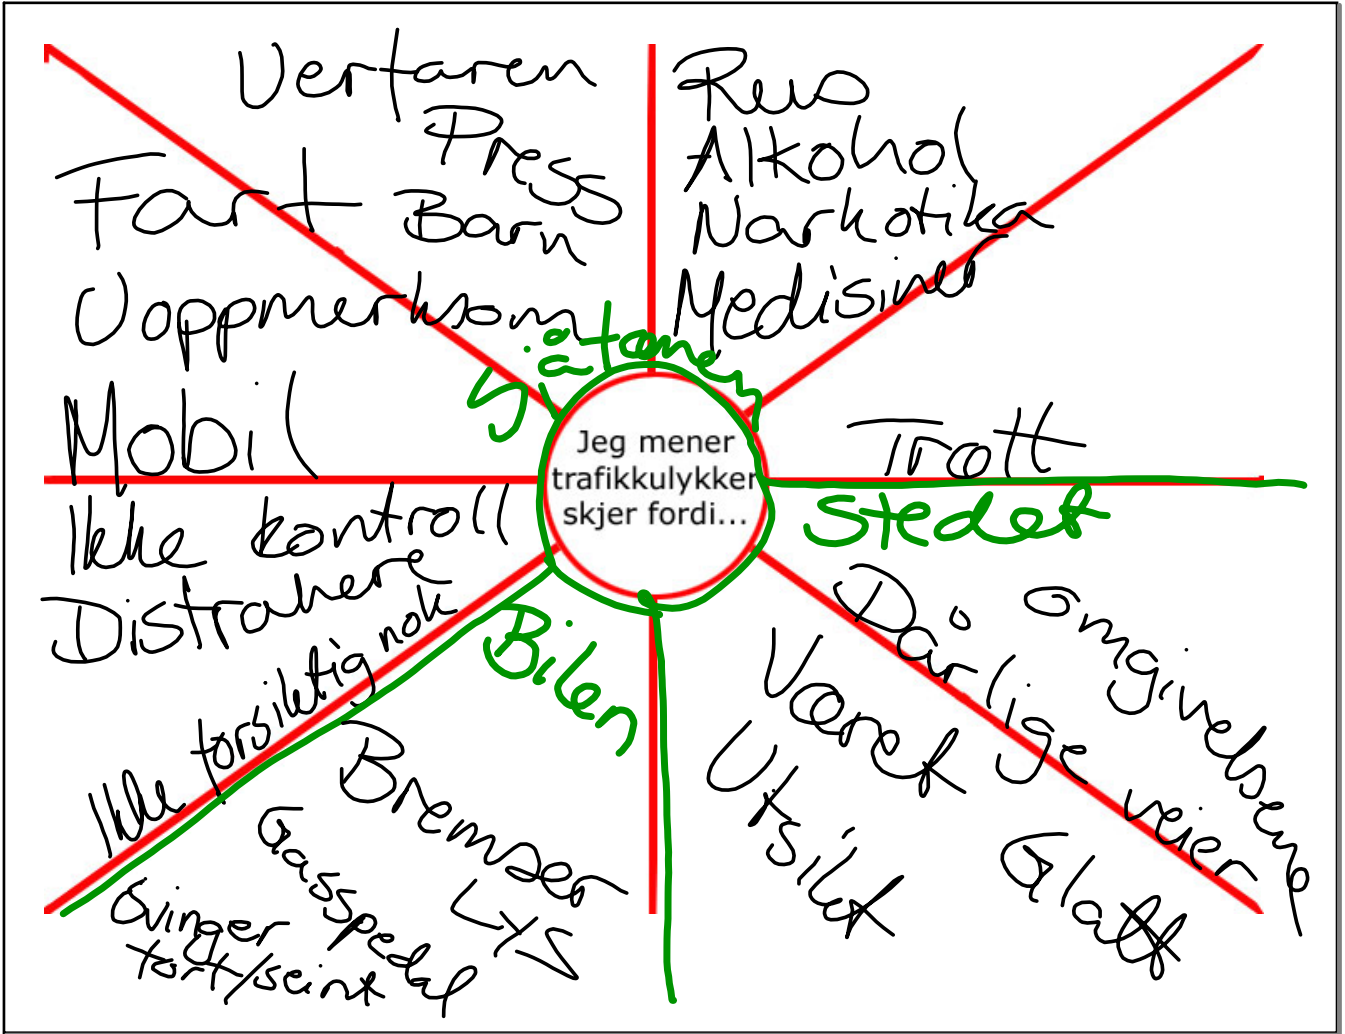 Uerfaren
Press
Fart
Barn
Uoppmerksom
Mobil
Rus
Alkohol
Narkotika
Medisiner
Sjåføren
Jeg mener
trafikkulykker
skjer fordi...
Trøtt
Stedet
Ikke kontroll
Distrahere
Ikke forsiktig nok
Bilen
Bremser
Gasspedal
Lys
Svinger
fort/seint
Været
Utsikt
Dårlige veier
Omgivelsene
Glatt